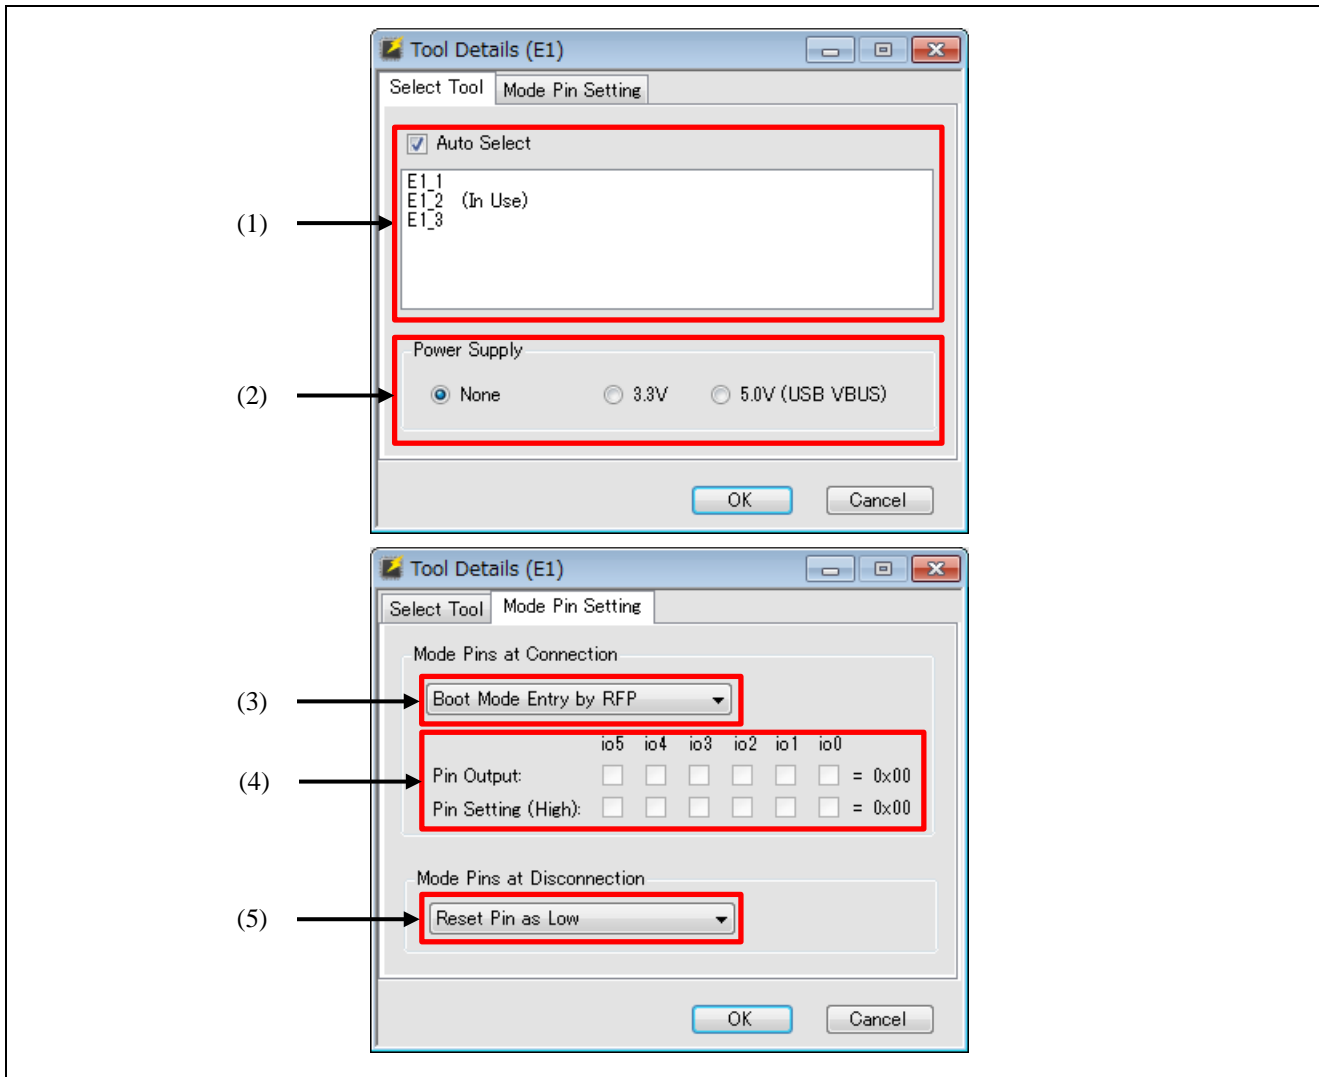 Tool Details (E1)
Select Tool Mode Pin Setting
Auto Select
E1_1
E1_2 (In Use)
E1_3
(1)
Power Supply
(2)
None 3.3V 5.0V (USB VBUS)
OK Cancel
Tool Details (E1)
Select Tool Mode Pin Setting
Mode Pins at Connection
(3)
Boot Mode Entry by RFP
io5 io4 io3 io2 io1 io0
(4)
Pin Output: = 0x00
Pin Setting (High): = 0x00
Mode Pins at Disconnection
(5)
Reset Pin as Low
OK Cancel